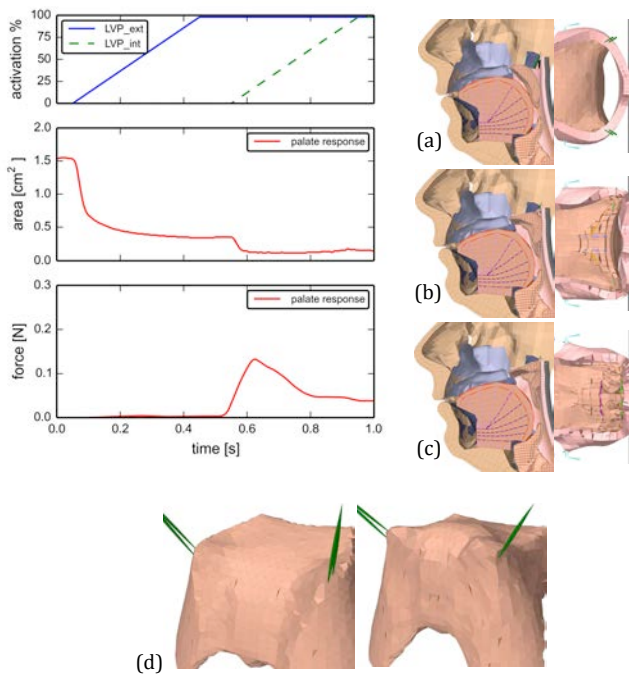 100
75
50
25
0
activation %
LVP_ext
LVP_int
2.0
1.5
1.0
0.5
0.0
area [cm²]
palate response
0.3
0.2
0.1
0.0
force [N]
palate response
0.0 0.2 0.4 0.6 0.8 1.0
time [s]
(a)
(b)
(c)
(d)